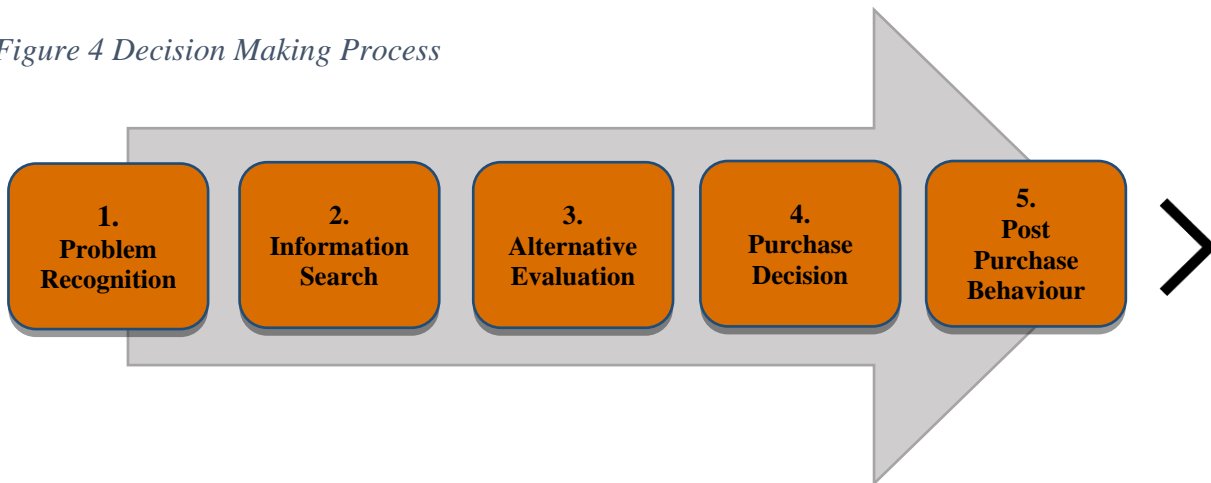 Figure 4 Decision Making Process
1.
Problem
Recognition
2.
Information
Search
3.
Alternative
Evaluation
4.
Purchase
Decision
5.
Post
Purchase
Behaviour